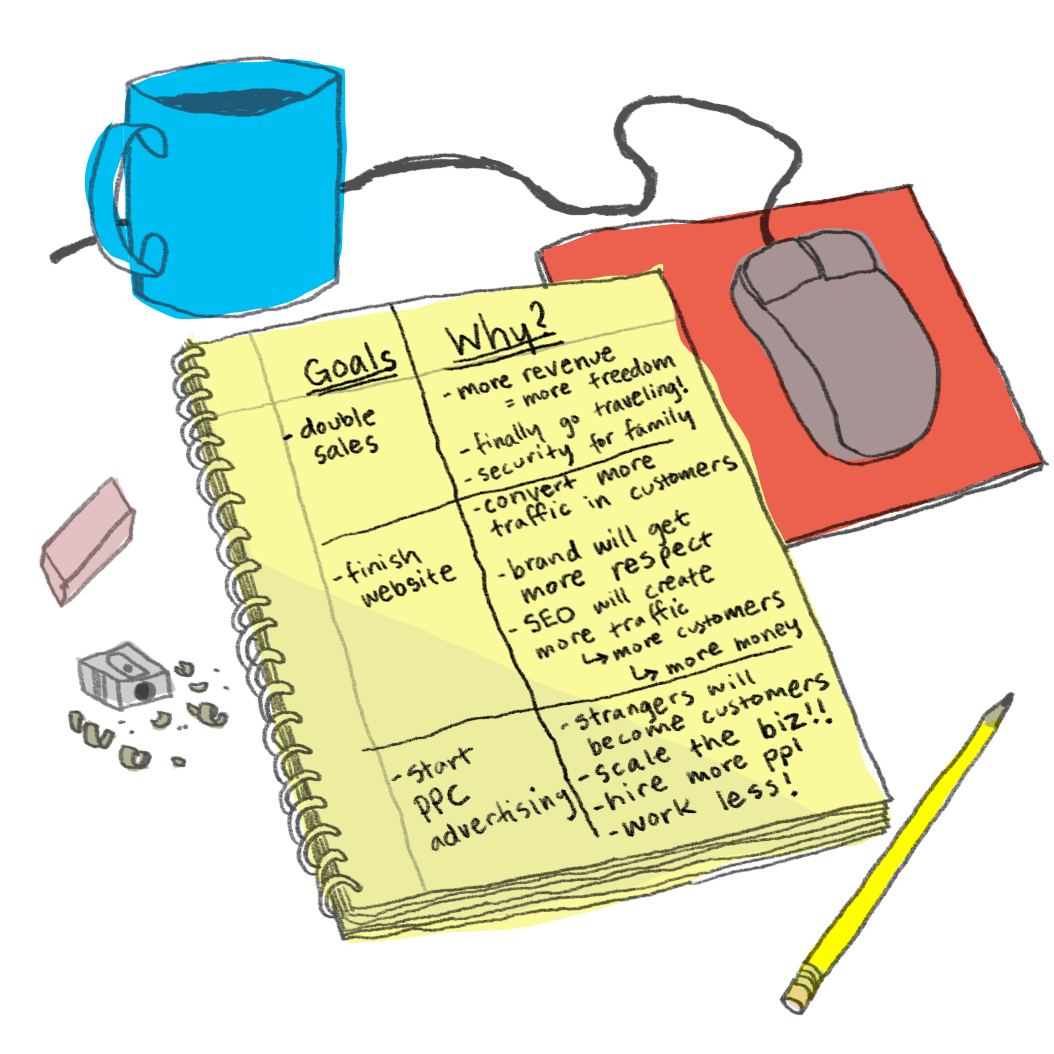 Goals
Why?
- double
sales
- more revenue
= more freedom
- finally go traveling!
- security for family
- finish
website
- convert more
traffic in customers
- brand will get
more respect
- SEO will create
more traffic
↳ more customers
↳ more money
- start
PPC
advertising
- strangers will
become customers
- scale the biz!!
- hire more ppl
- work less!